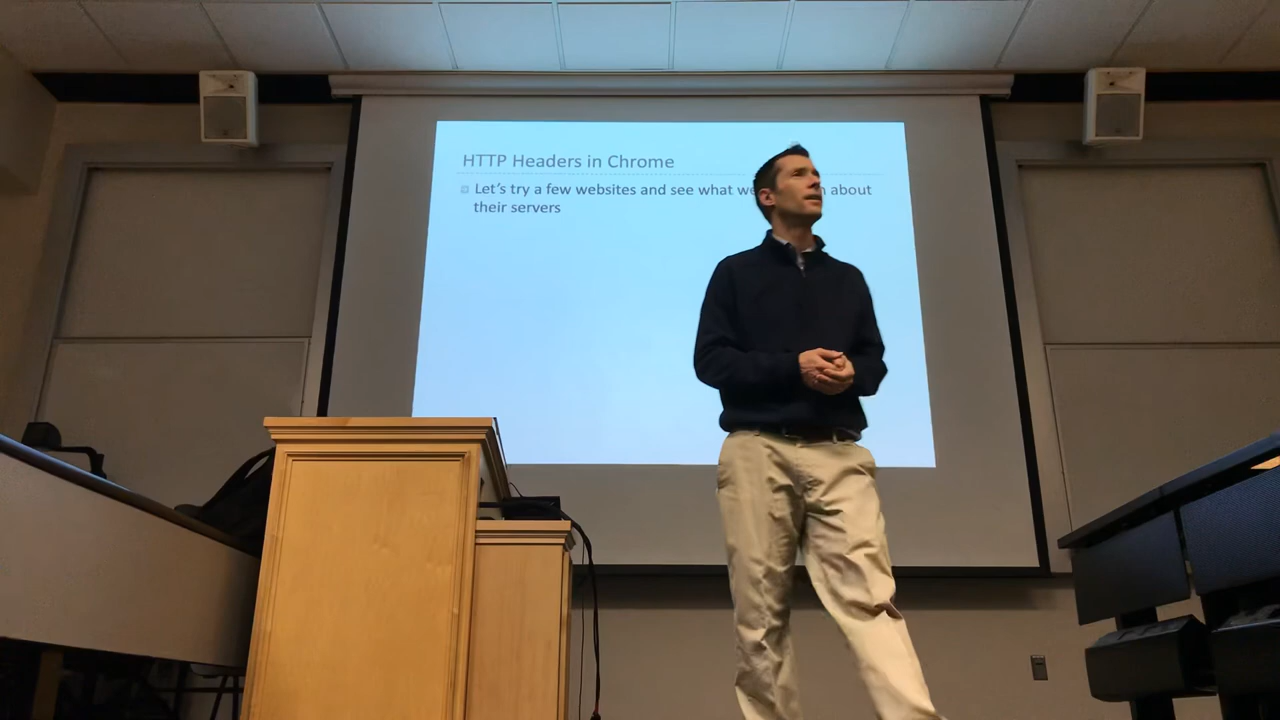 HTTP Headers in Chrome
Let's try a few websites and see what we about
their servers